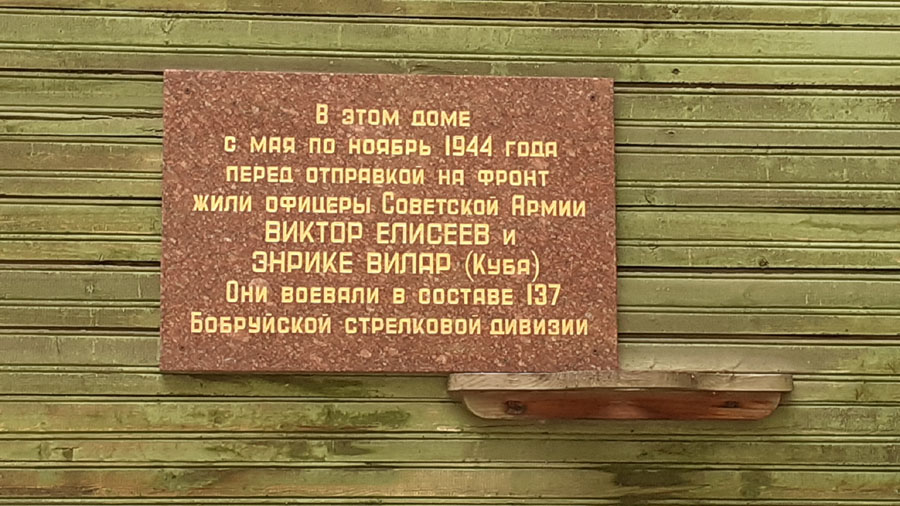 В этом доме
с мая по ноябрь 1944 года
перед отправкой на фронт
жили офицеры Советской Армии
ВИКТОР ЕЛИСЕЕВ и
ЭНРИКЕ ВИЛАР (Куба)
Они воевали в составе 137
Бобруйской стрелковой дивизии